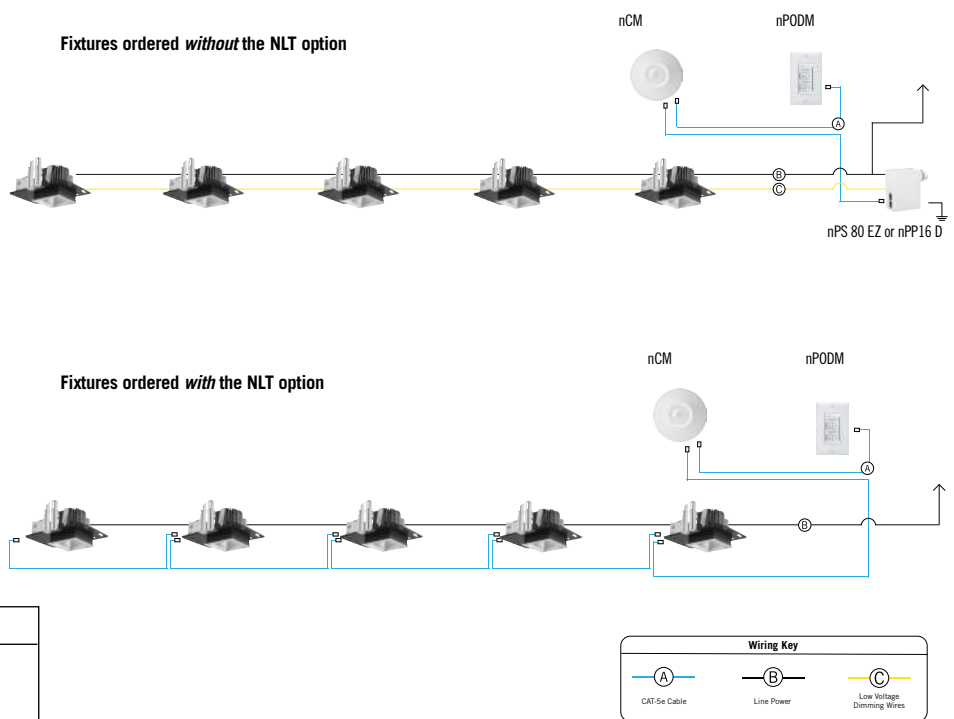 nCM
nPODM
Fixtures ordered without the NLT option
A
B
C
nPS 80 EZ or nPP16 D
nCM
nPODM
Fixtures ordered with the NLT option
A
B
Wiring Key
A
B
C
CAT-5e Cable
Line Power
Low Voltage
Dimming Wires